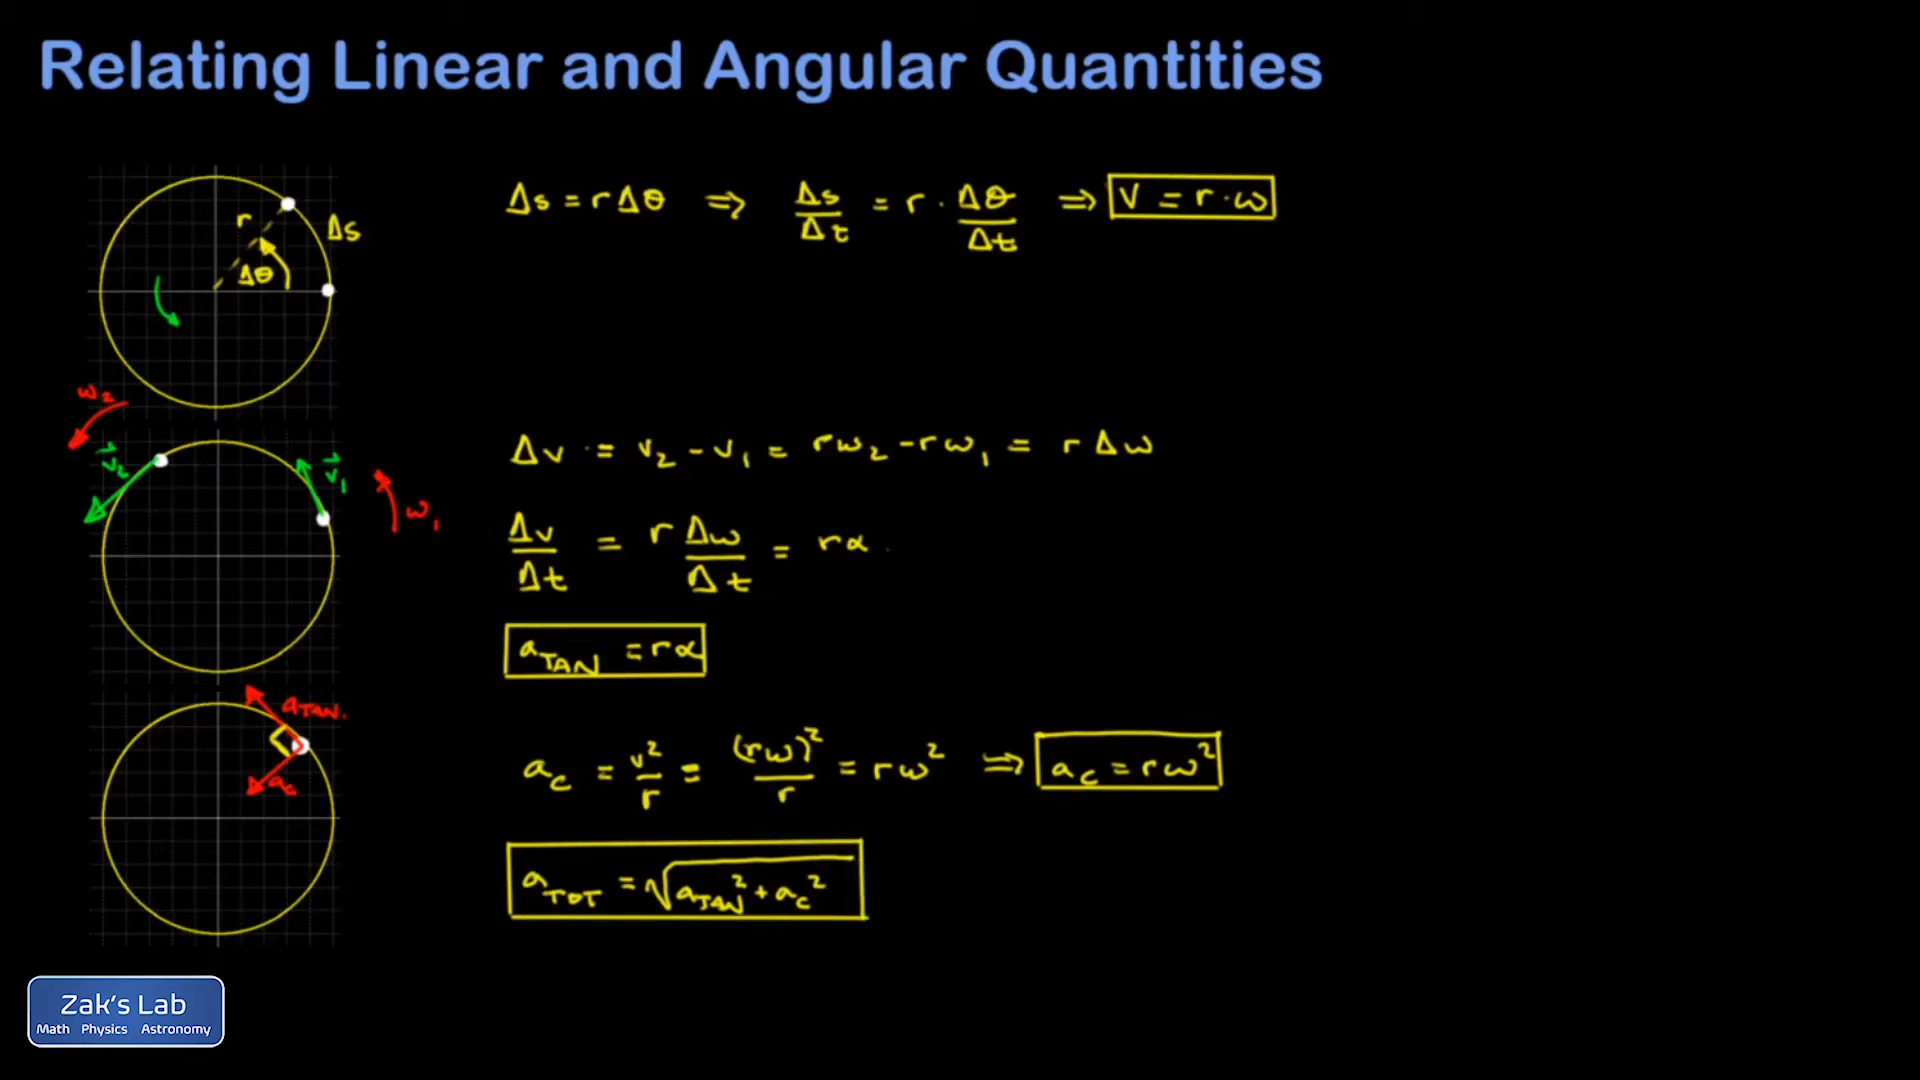 Relating Linear and Angular Quantities
r
Δs
Δθ
Δs = rΔθ ⇒ Δs/Δt = r · Δθ/Δt ⇒ V = r · ω
ω₂
v⃗₂
v⃗₁
ω₁
Δv = v₂ - v₁ = rω₂ - rω₁ = rΔω
Δv/Δt = r Δω/Δt = rα
a_TAN = rα
a_TAN.
a_c
a_c = v²/r = (rω)²/r = rω² ⇒ a_c = rω²
a_TOT = √(a_TAN² + a_c²)
Zak's Lab
Math Physics Astronomy